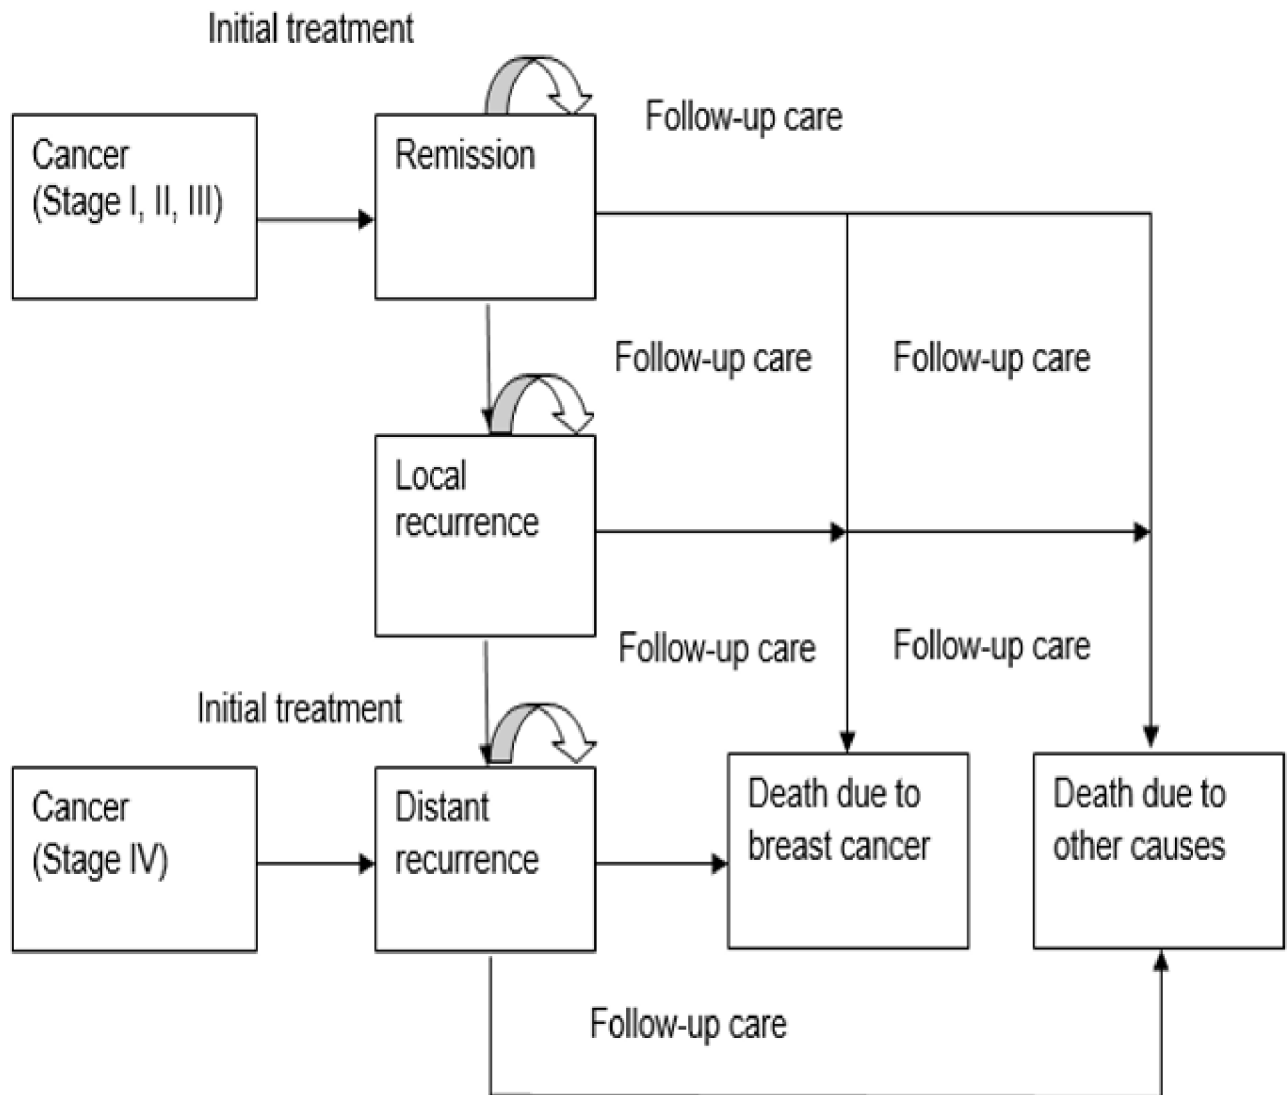 Initial treatment
Follow-up care
Cancer
(Stage I, II, III)
Remission
Follow-up care
Follow-up care
Local
recurrence
Follow-up care
Follow-up care
Initial treatment
Cancer
(Stage IV)
Distant
recurrence
Death due to
breast cancer
Death due to
other causes
Follow-up care